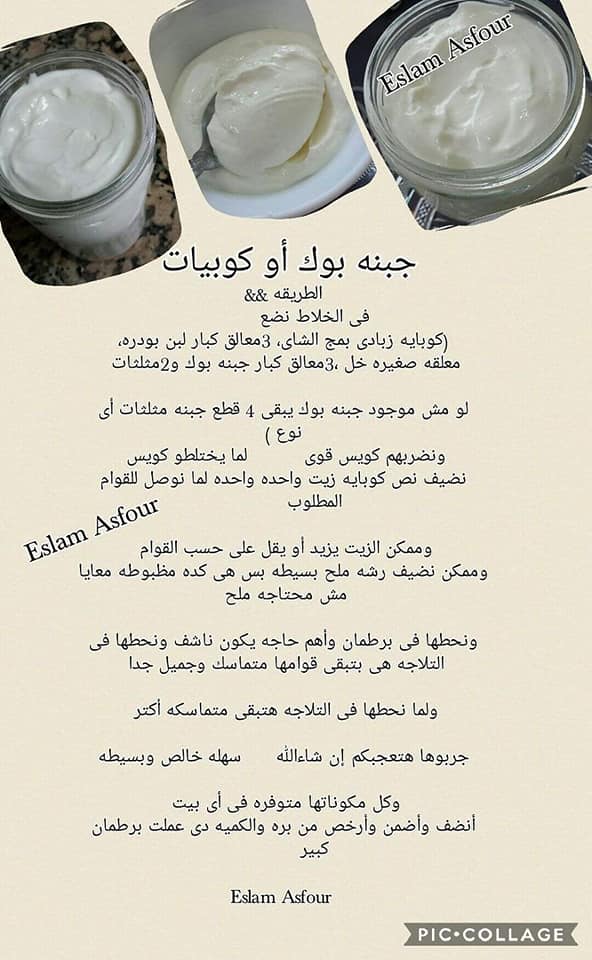 Eslam Asfour
جبنه بوك أو كوبيات
الطريقه &&
فى الخلاط نضع
(كوبايه زبادى بمج الشاى، 3معالق كبار لبن بودره،
معلقه صغيره خل ،3معالق كبار جبنه بوك و2مثلثات
لو مش موجود جبنه بوك يبقى 4 قطع جبنه مثلثات أى
نوع )
ونضربهم كويس قوى لما يختلطو كويس
نضيف نص كوبايه زيت واحده واحده لما نوصل للقوام
المطلوب
Eslam Asfour
وممكن الزيت يزيد أو يقل على حسب القوام
وممكن نضيف رشه ملح بسيطه بس هى كده مظبوطه معايا
مش محتاجه ملح
ونحطها فى برطمان وأهم حاجه يكون ناشف ونحطها فى
التلاجه هى بتبقى قوامها متماسك وجميل جدا
ولما نحطها فى التلاجه هتبقى متماسكه أكتر
جربوها هتعجبكم إن شاءالله سهله خالص وبسيطه
وكل مكوناتها متوفره فى أى بيت
أنضف وأضمن وأرخص من بره والكميه دى عملت برطمان
كبير
Eslam Asfour
PIC•COLLAGE